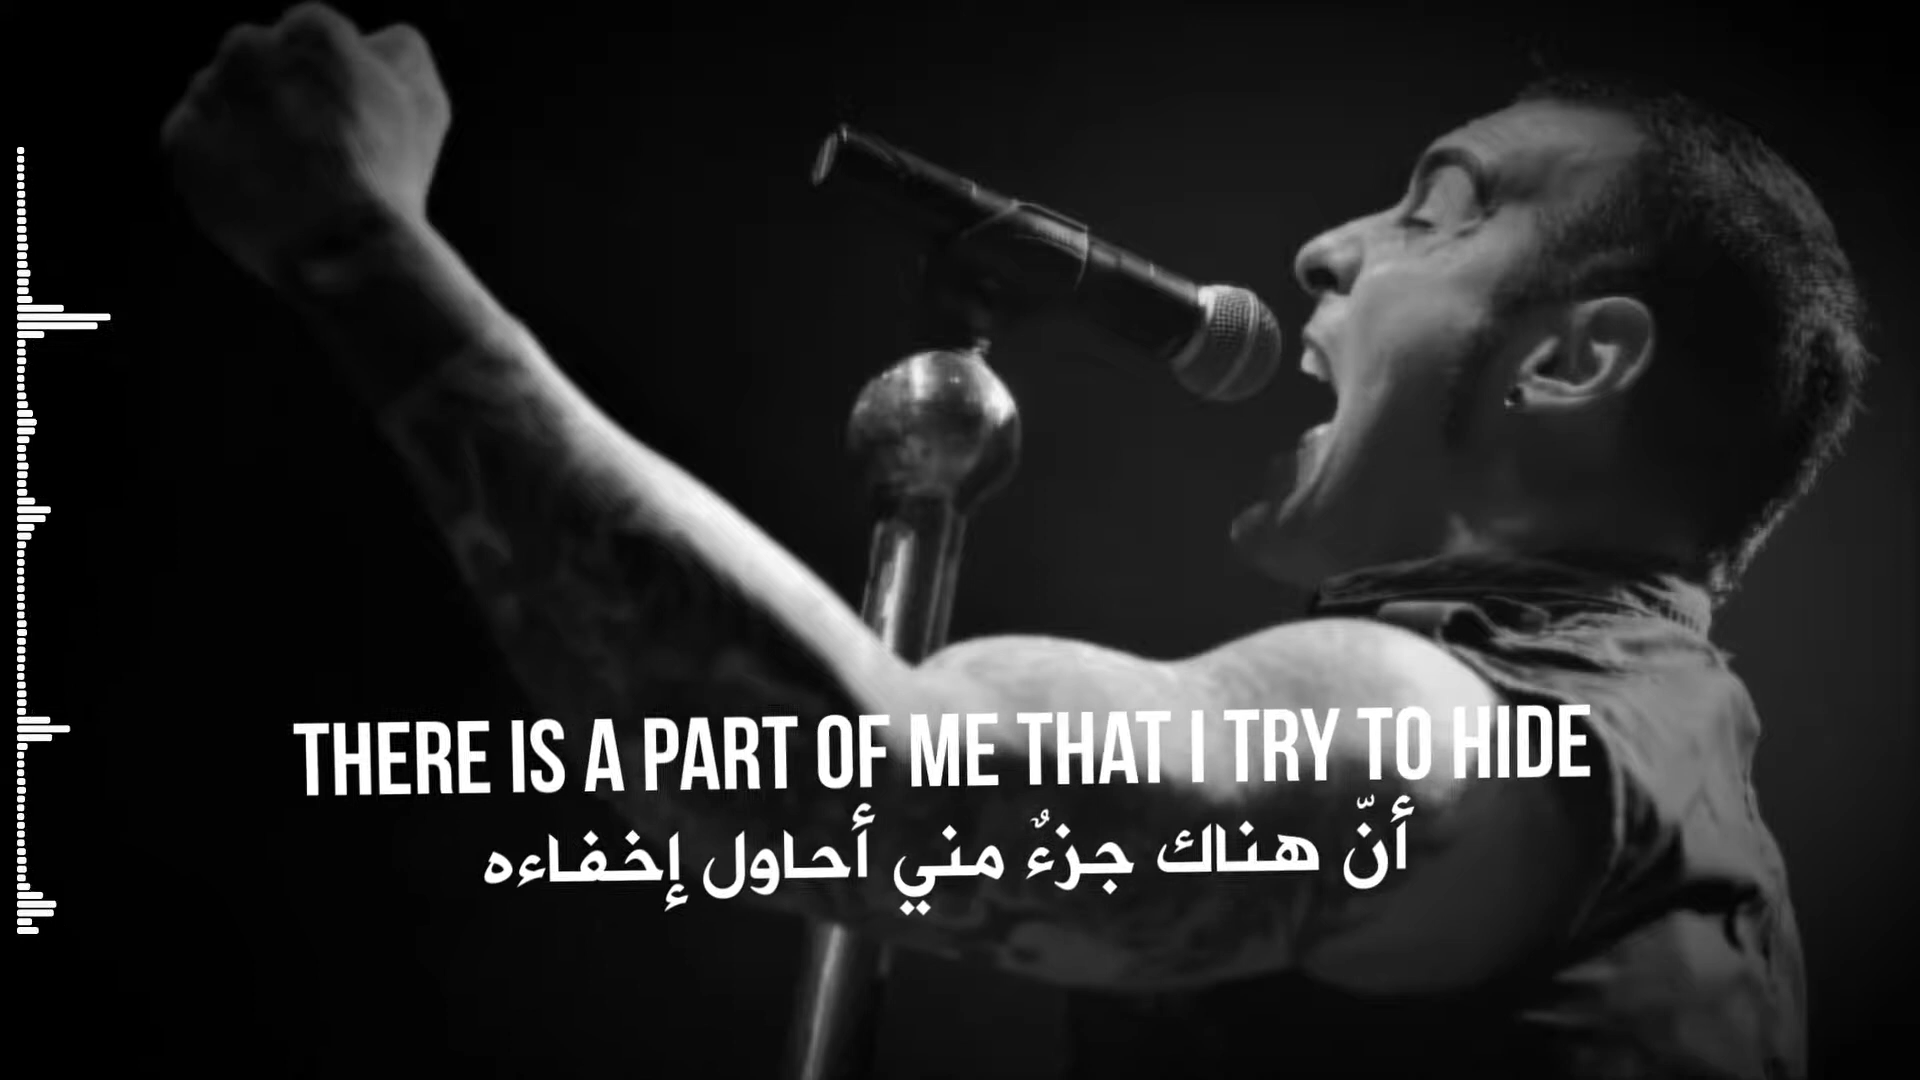 THERE IS A PART OF ME THAT I TRY TO HIDE
أنّ هناك جزءٌ مني أحاول إخفاءه